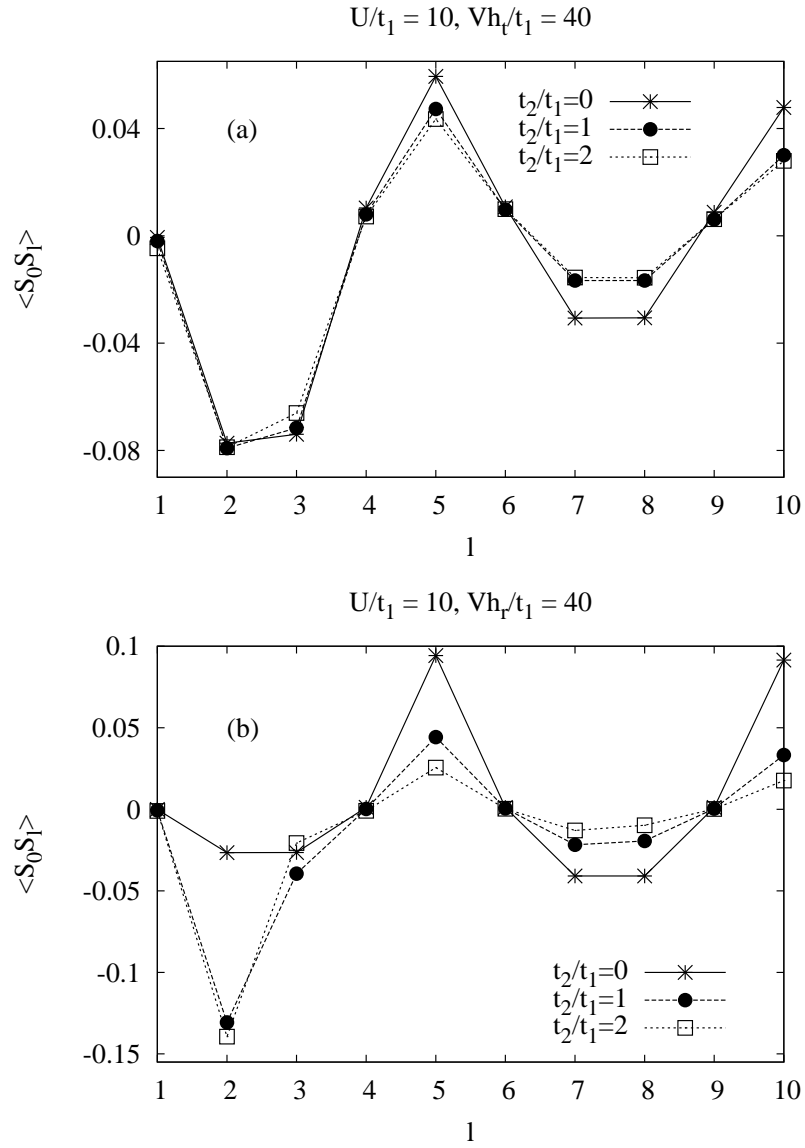 U/t₁ = 10, Vhₜ/t₁ = 40
(a)
t₂/t₁=0
t₂/t₁=1
t₂/t₁=2
0.04
0
-0.04
-0.08
<S₀Sₗ>
1 2 3 4 5 6 7 8 9 10
l
U/t₁ = 10, Vhᵣ/t₁ = 40
(b)
0.1
0.05
0
-0.05
-0.1
-0.15
<S₀Sₗ>
t₂/t₁=0
t₂/t₁=1
t₂/t₁=2
1 2 3 4 5 6 7 8 9 10
l